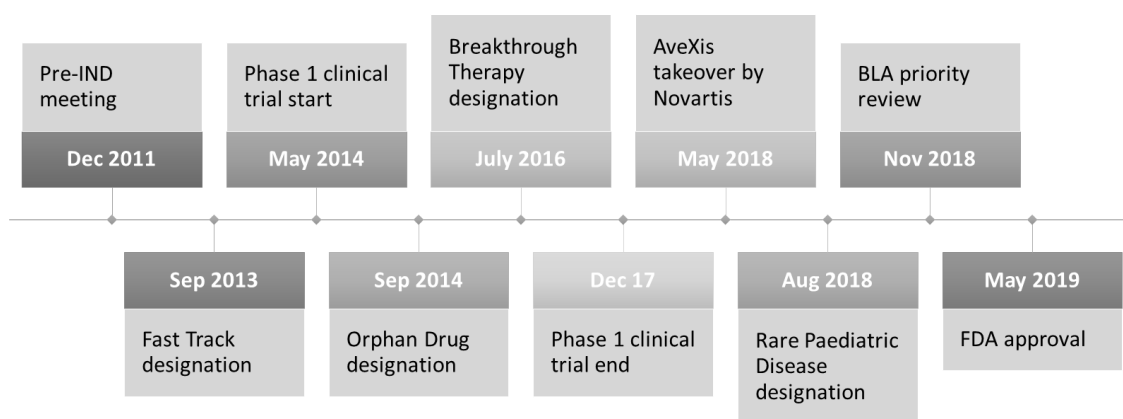 Pre-IND
meeting
Dec 2011
Sep 2013
Fast Track
designation
Phase 1 clinical
trial start
May 2014
Sep 2014
Orphan Drug
designation
Breakthrough
Therapy
designation
July 2016
Dec 17
Phase 1 clinical
trial end
AveXis
takeover by
Novartis
May 2018
Aug 2018
Rare Paediatric
Disease
designation
BLA priority
review
Nov 2018
May 2019
FDA approval